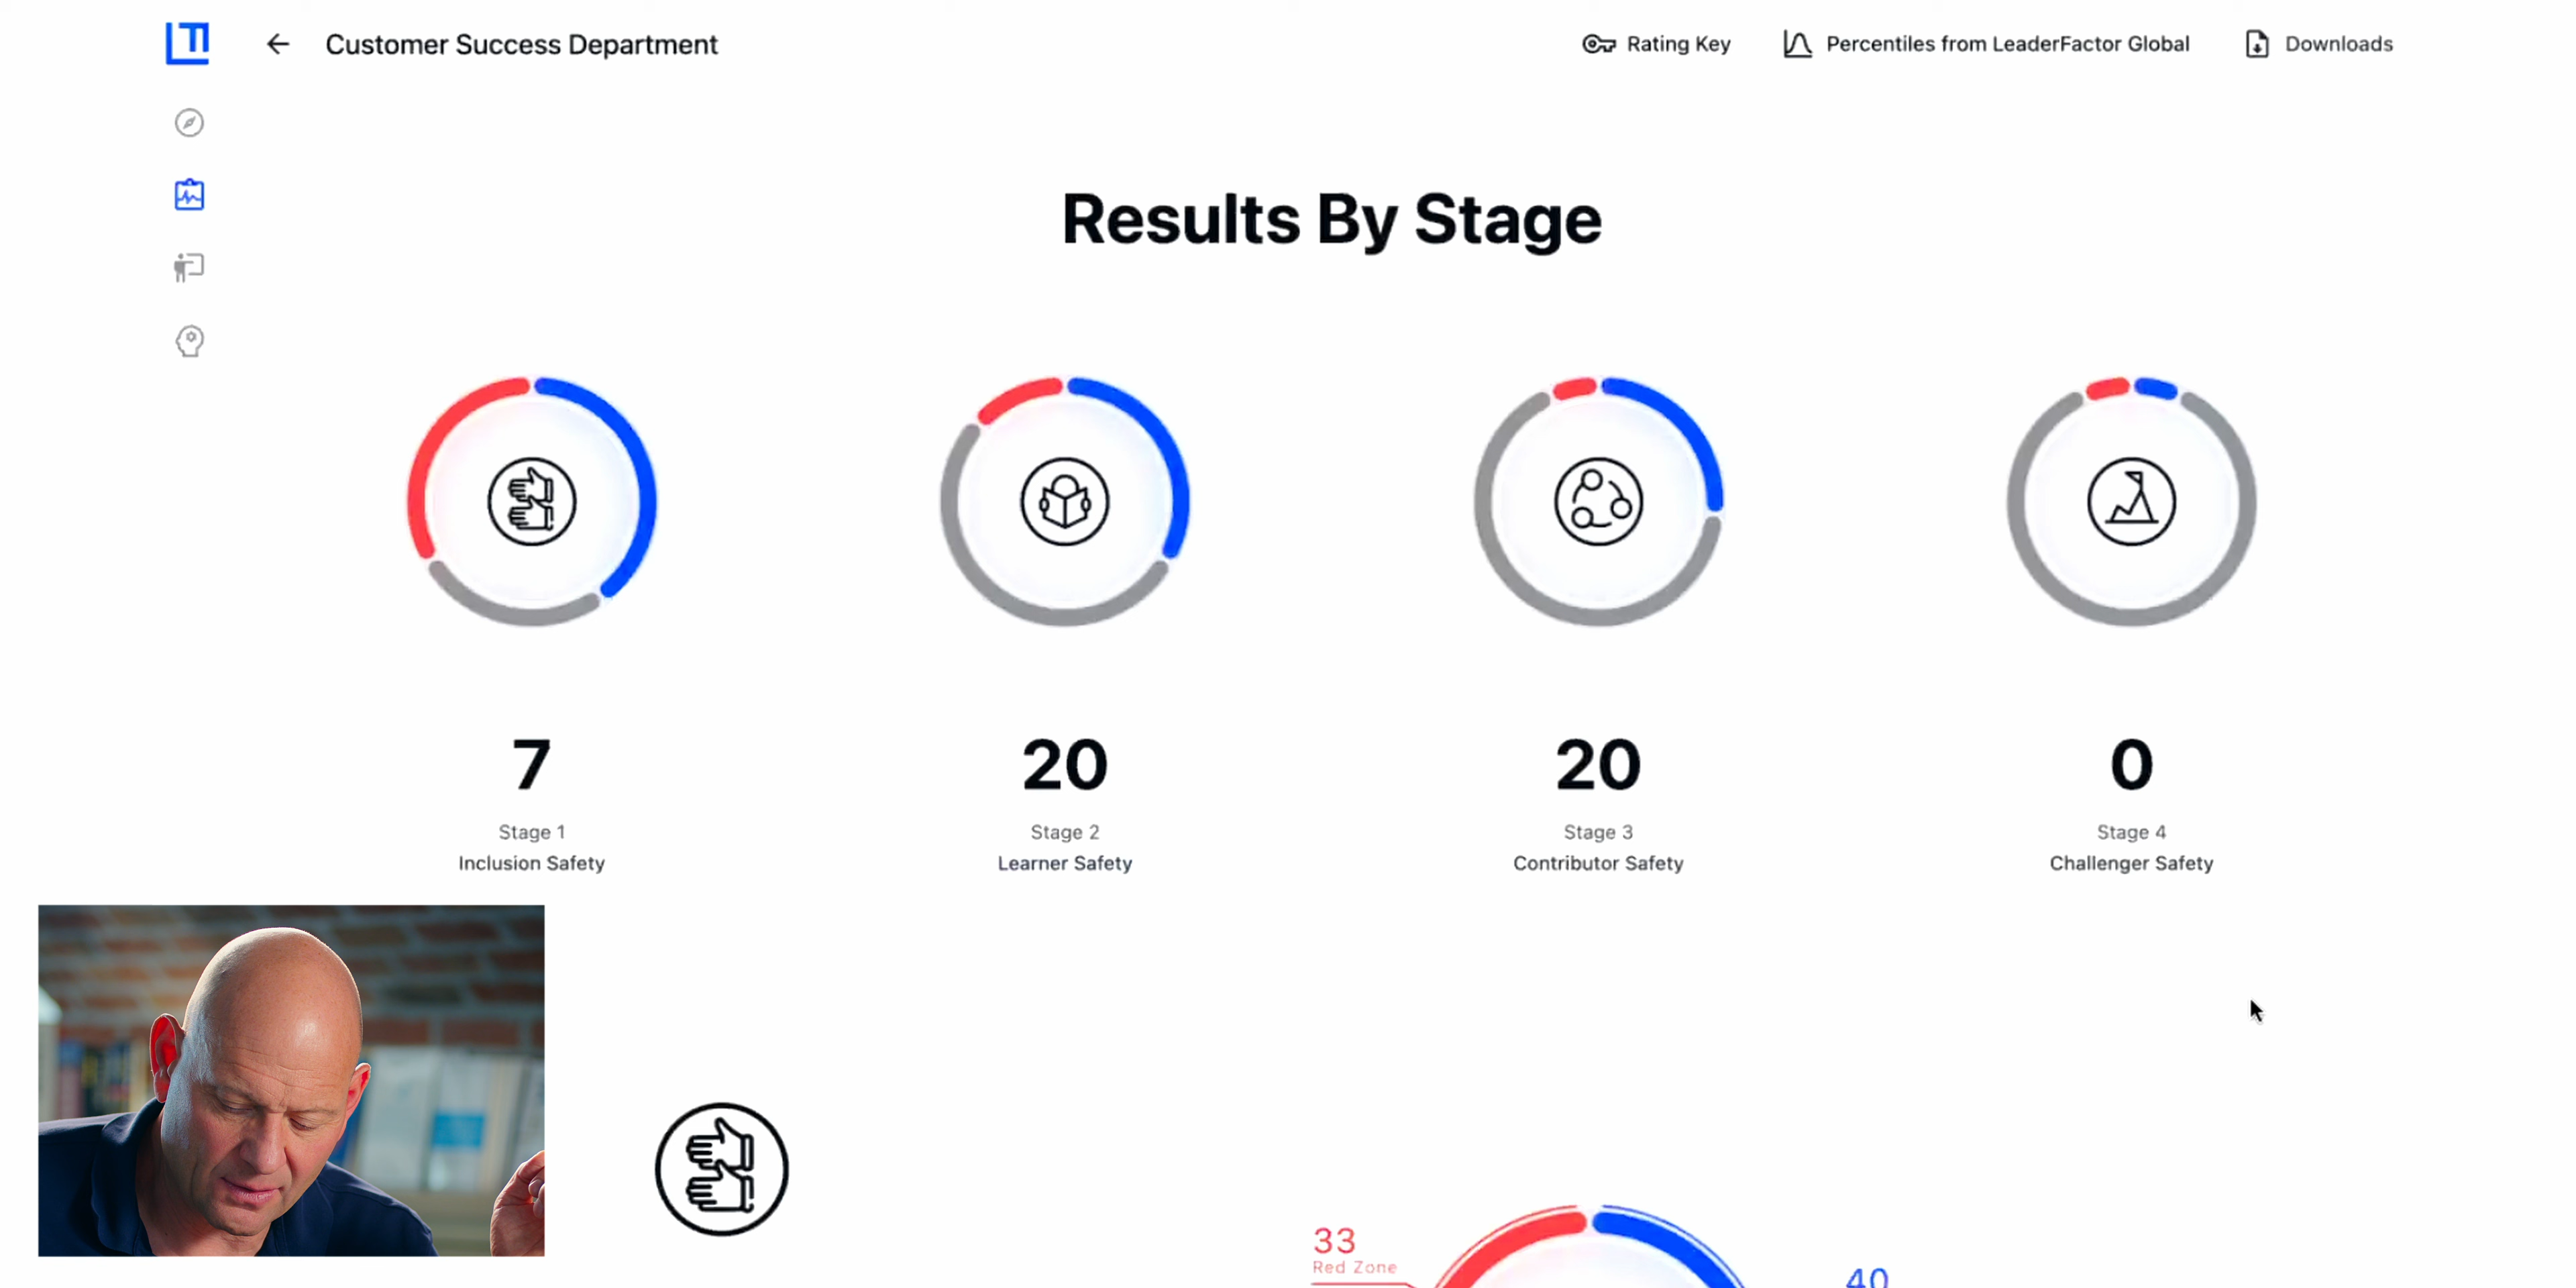 Customer Success Department
Rating Key
Percentiles from LeaderFactor Global
Downloads
Results By Stage
7
Stage 1
Inclusion Safety
20
Stage 2
Learner Safety
20
Stage 3
Contributor Safety
0
Stage 4
Challenger Safety
33
Red Zone
40